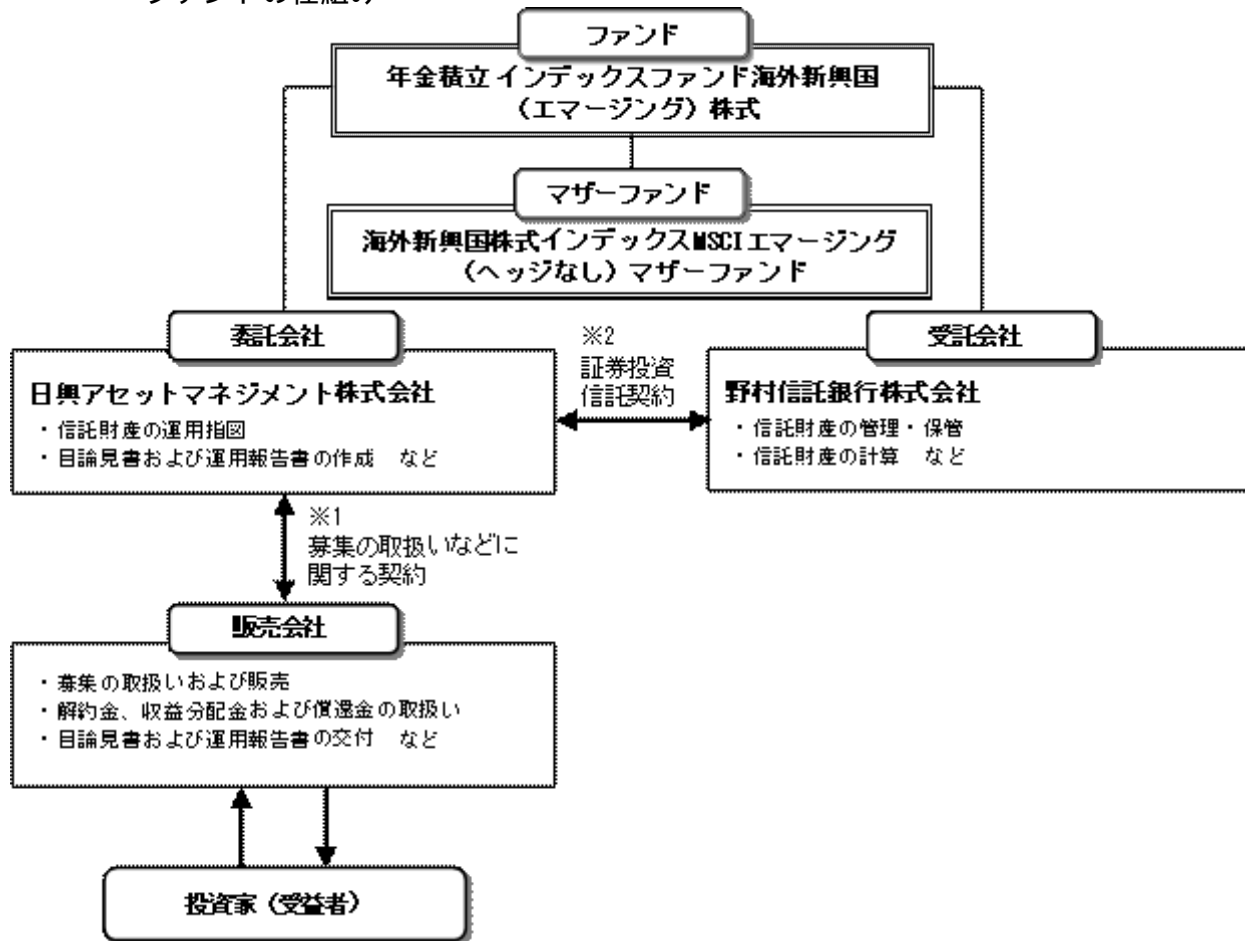 ファンドの仕組み
ファンド
年金積立 インデックスファンド海外新興国
（エマージング）株式
マザーファンド
海外新興国株式インデックスMSCIエマージング
（ヘッジなし）マザーファンド
委託会社
日興アセットマネジメント株式会社
・信託財産の運用指図
・目論見書および運用報告書の作成 など
※2
証券投資
信託契約
受託会社
野村信託銀行株式会社
・信託財産の管理・保管
・信託財産の計算 など
※1
募集の取扱いなどに
関する契約
販売会社
・募集の取扱いおよび販売
・解約金、収益分配金および償還金の取扱い
・目論見書および運用報告書の交付 など
投資家（受益者）